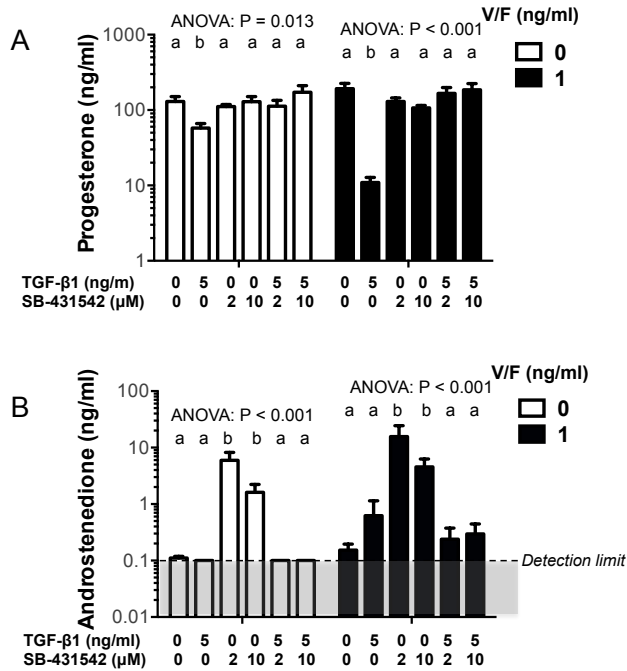 A
ANOVA: P = 0.013
ANOVA: P < 0.001
V/F (ng/ml)
0
1
a b a a a a
a b a a a a
Progesterone (ng/ml)
1000
100
10
1
TGF-β1 (ng/m) 0 5 0 0 5 5 0 5 0 0 5 5
SB-431542 (µM) 0 0 2 10 2 10 0 0 2 10 2 10
B
ANOVA: P < 0.001
ANOVA: P < 0.001
V/F (ng/ml)
0
1
a a b b a a
a a b b a a
Androstenedione (ng/ml)
100
10
1
0.1
0.01
Detection limit
TGF-β1 (ng/ml) 0 5 0 0 5 5 0 5 0 0 5 5
SB-431542 (µM) 0 0 2 10 2 10 0 0 2 10 2 10